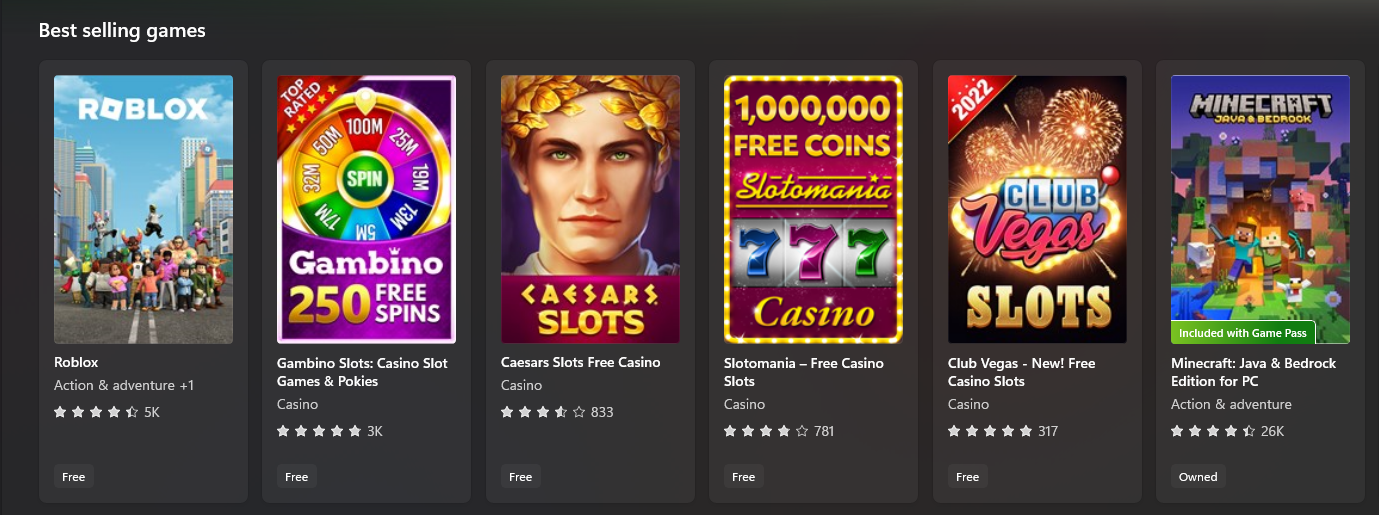 Best selling games
ROBLOX
Roblox
Action & adventure +1
5K
Free
TOP
RATED
100M
25M
19M
13M
5M
17M
32M
50M
SPIN
Gambino
250 FREE
SPINS
Gambino Slots: Casino Slot
Games & Pokies
Casino
3K
Free
CAESARS
SLOTS
Caesars Slots Free Casino
Casino
833
Free
1,000,000
FREE COINS
Slotomania
777
Casino
Slotomania – Free Casino
Slots
Casino
781
Free
2022
CLUB
Vegas
SLOTS
Club Vegas - New! Free
Casino Slots
Casino
317
Free
MINECRAFT
JAVA & BEDROCK
Included with Game Pass
Minecraft: Java & Bedrock
Edition for PC
Action & adventure
26K
Owned